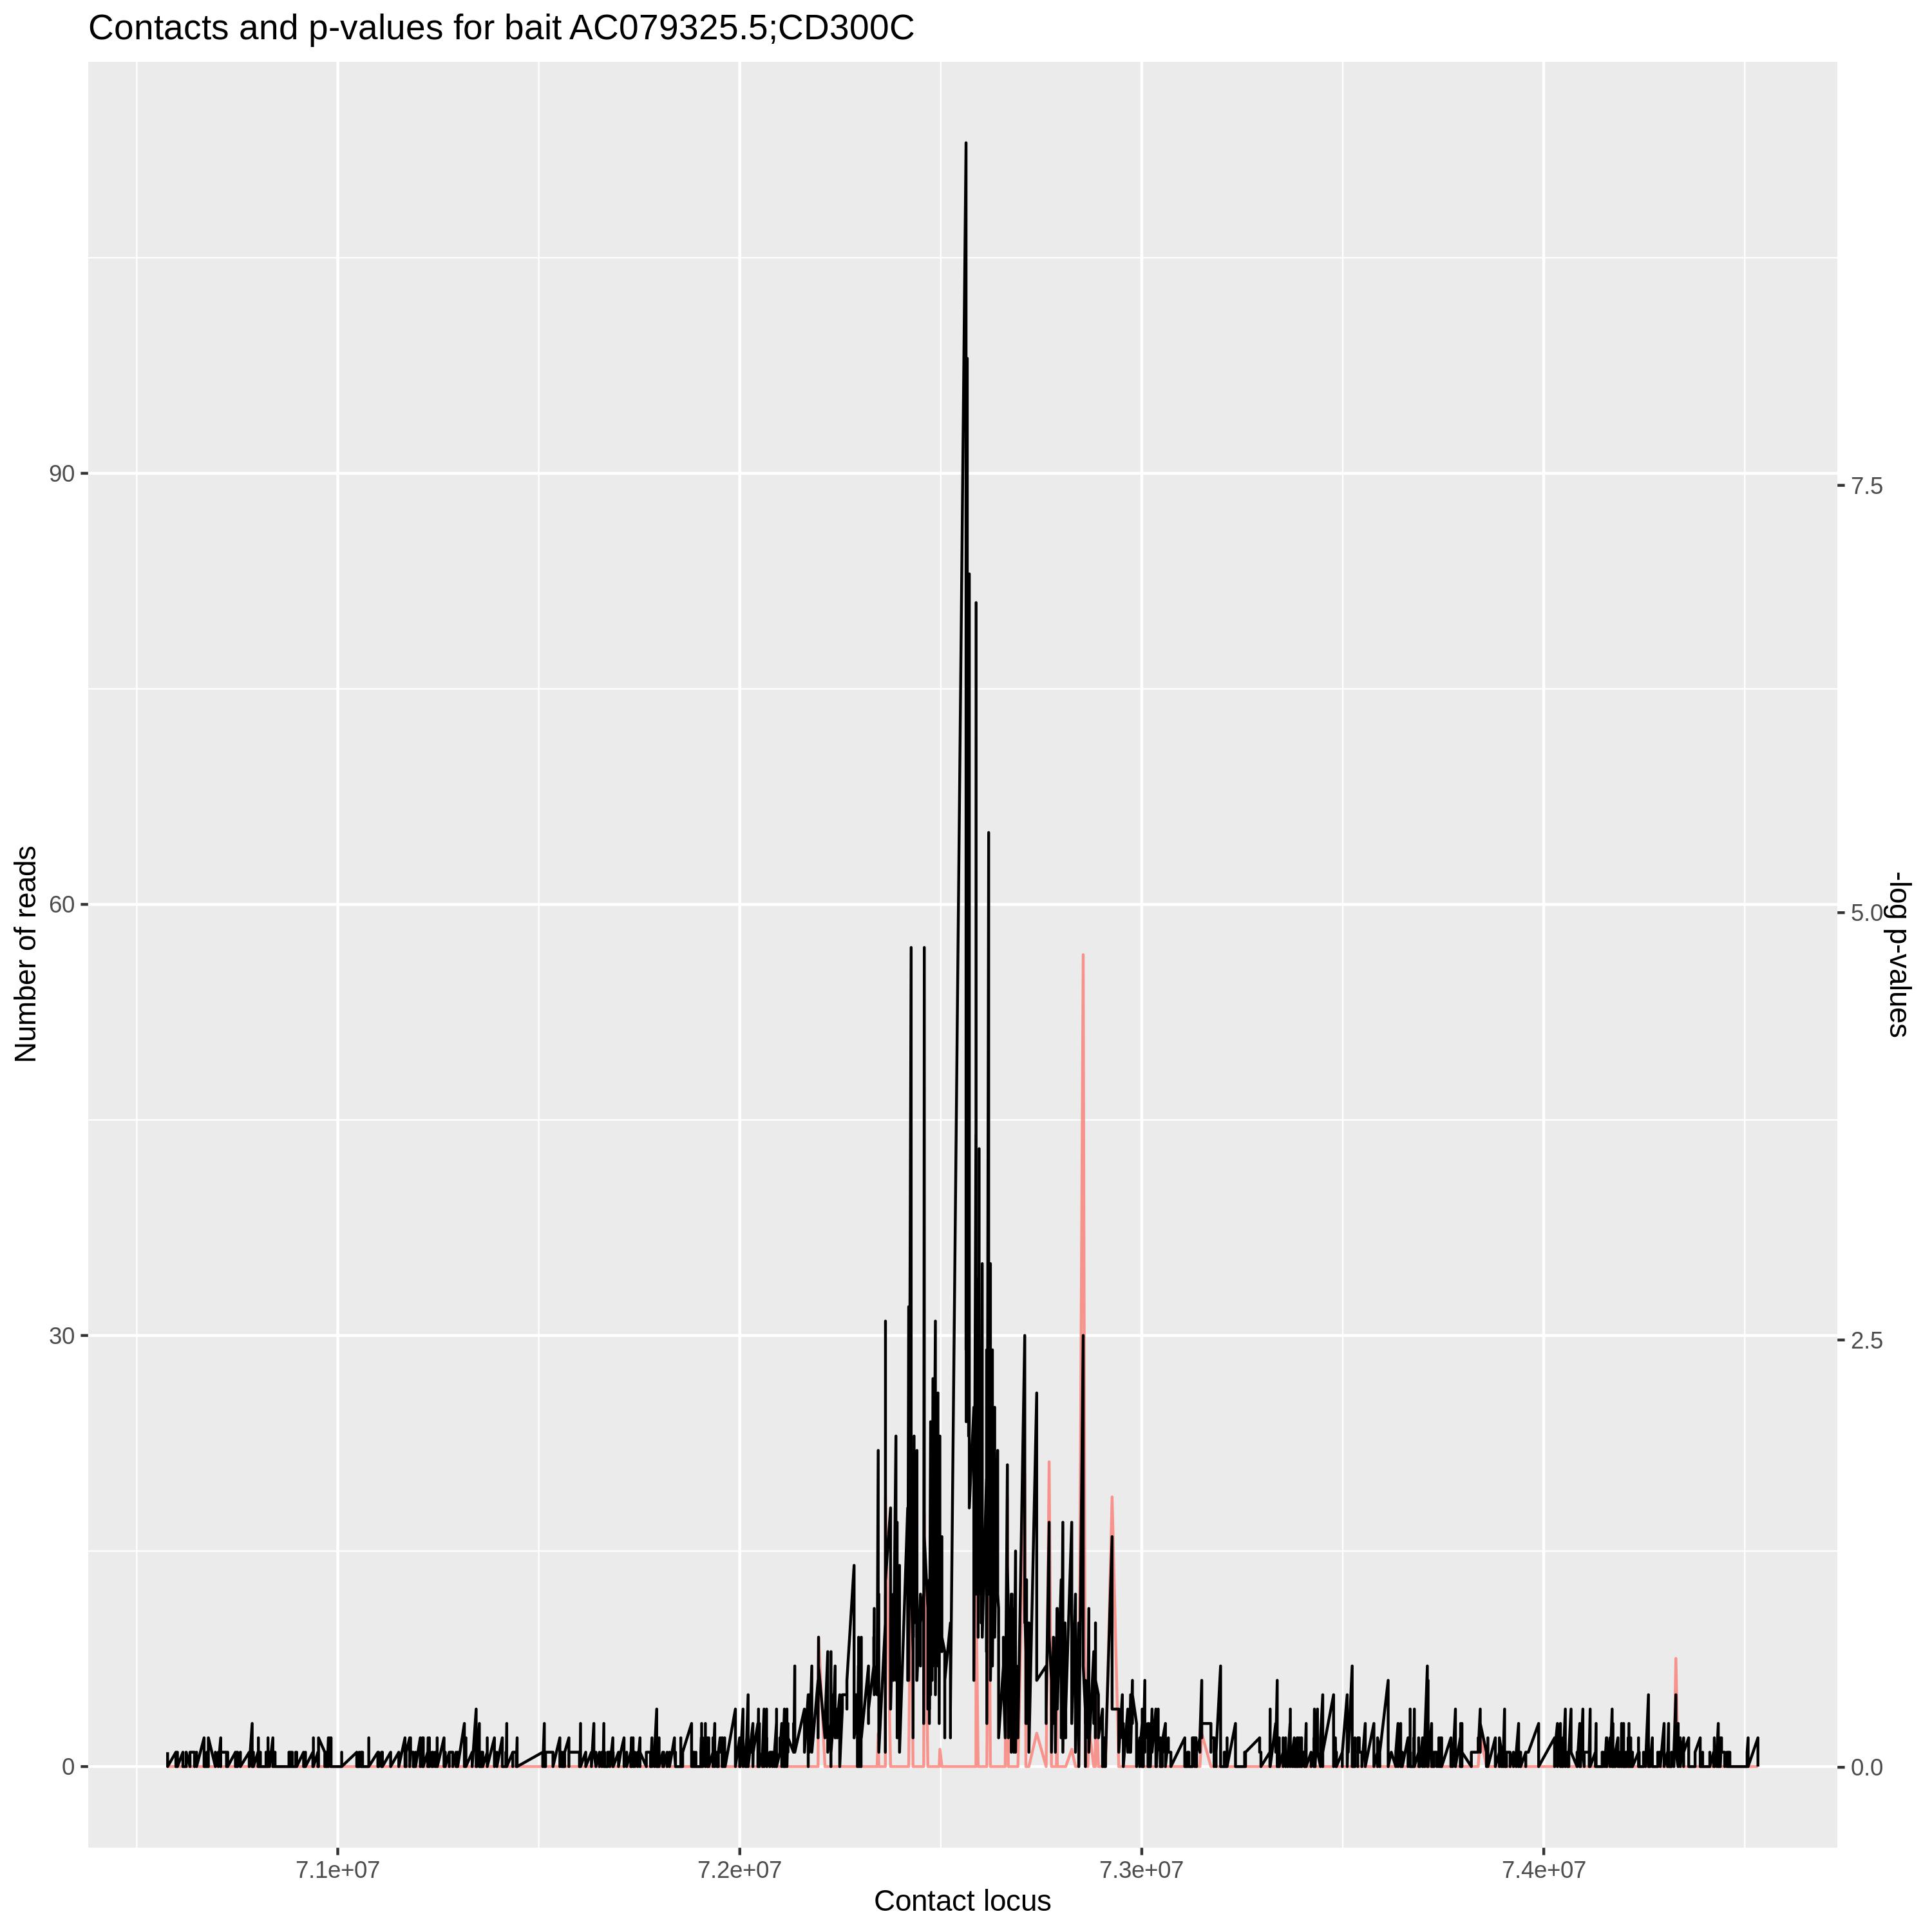 Contacts and p-values for bait AC079325.5;CD300C
90
60
30
0
Number of reads
7.5
5.0
2.5
0.0
-log p-values
7.1e+07
7.2e+07
7.3e+07
7.4e+07
Contact locus